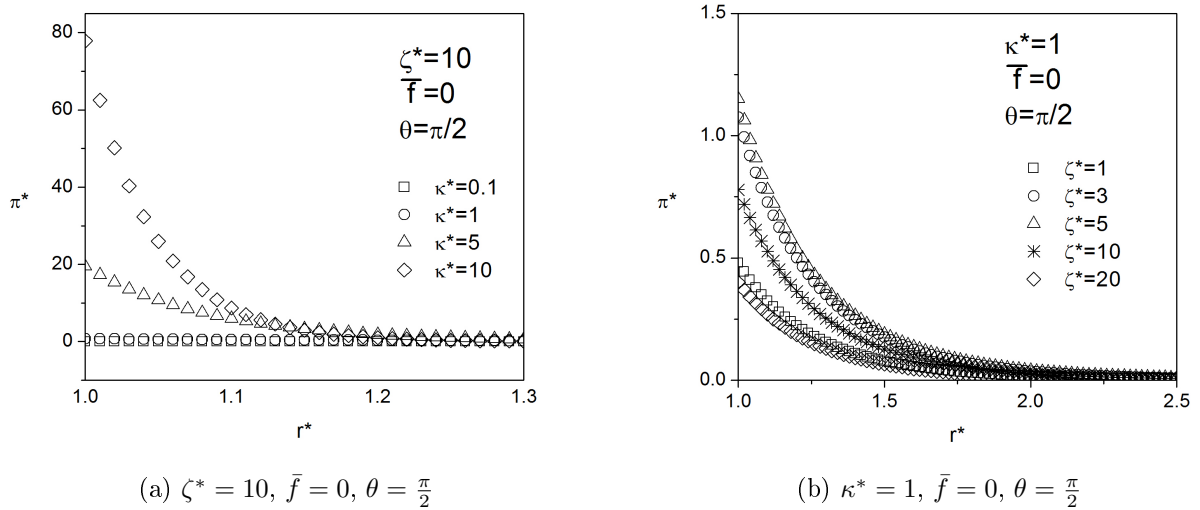 80
60
40
20
0
π*
1.0 1.1 1.2 1.3
r*
ζ*=10
f̅=0
θ=π/2
κ*=0.1
κ*=1
κ*=5
κ*=10
(a) ζ* = 10, f̄ = 0, θ = π/2
1.5
1.0
0.5
0.0
π*
1.0 1.5 2.0 2.5
r*
κ*=1
f̅=0
θ=π/2
ζ*=1
ζ*=3
ζ*=5
ζ*=10
ζ*=20
(b) κ* = 1, f̄ = 0, θ = π/2